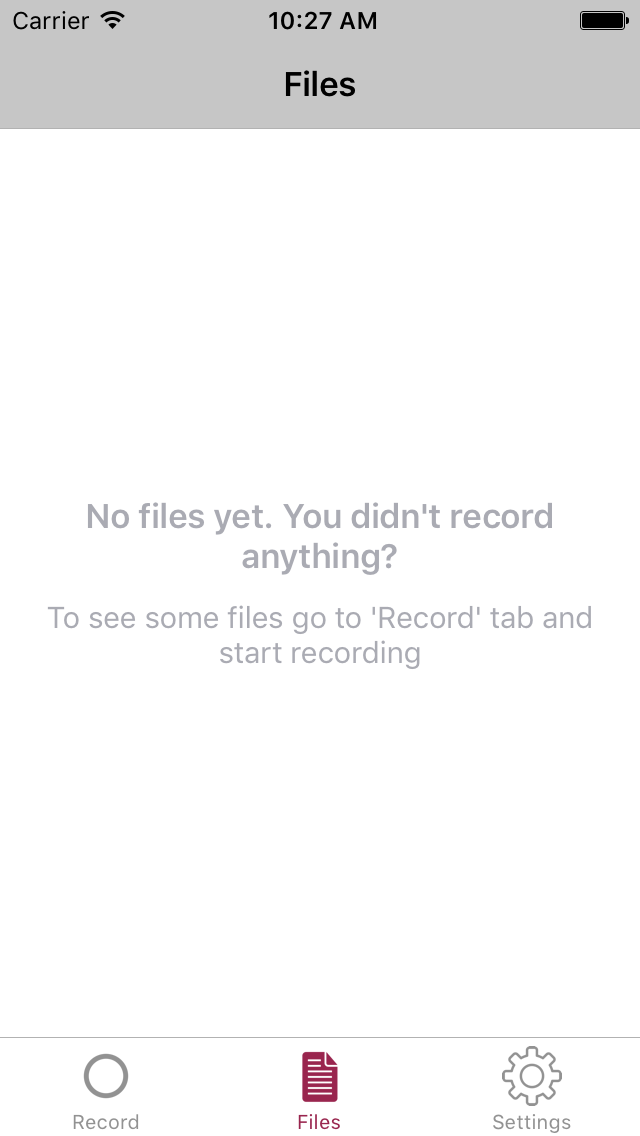 Carrier 10:27 AM
Files
No files yet. You didn't record
anything?
To see some files go to 'Record' tab and
start recording
Record Files Settings